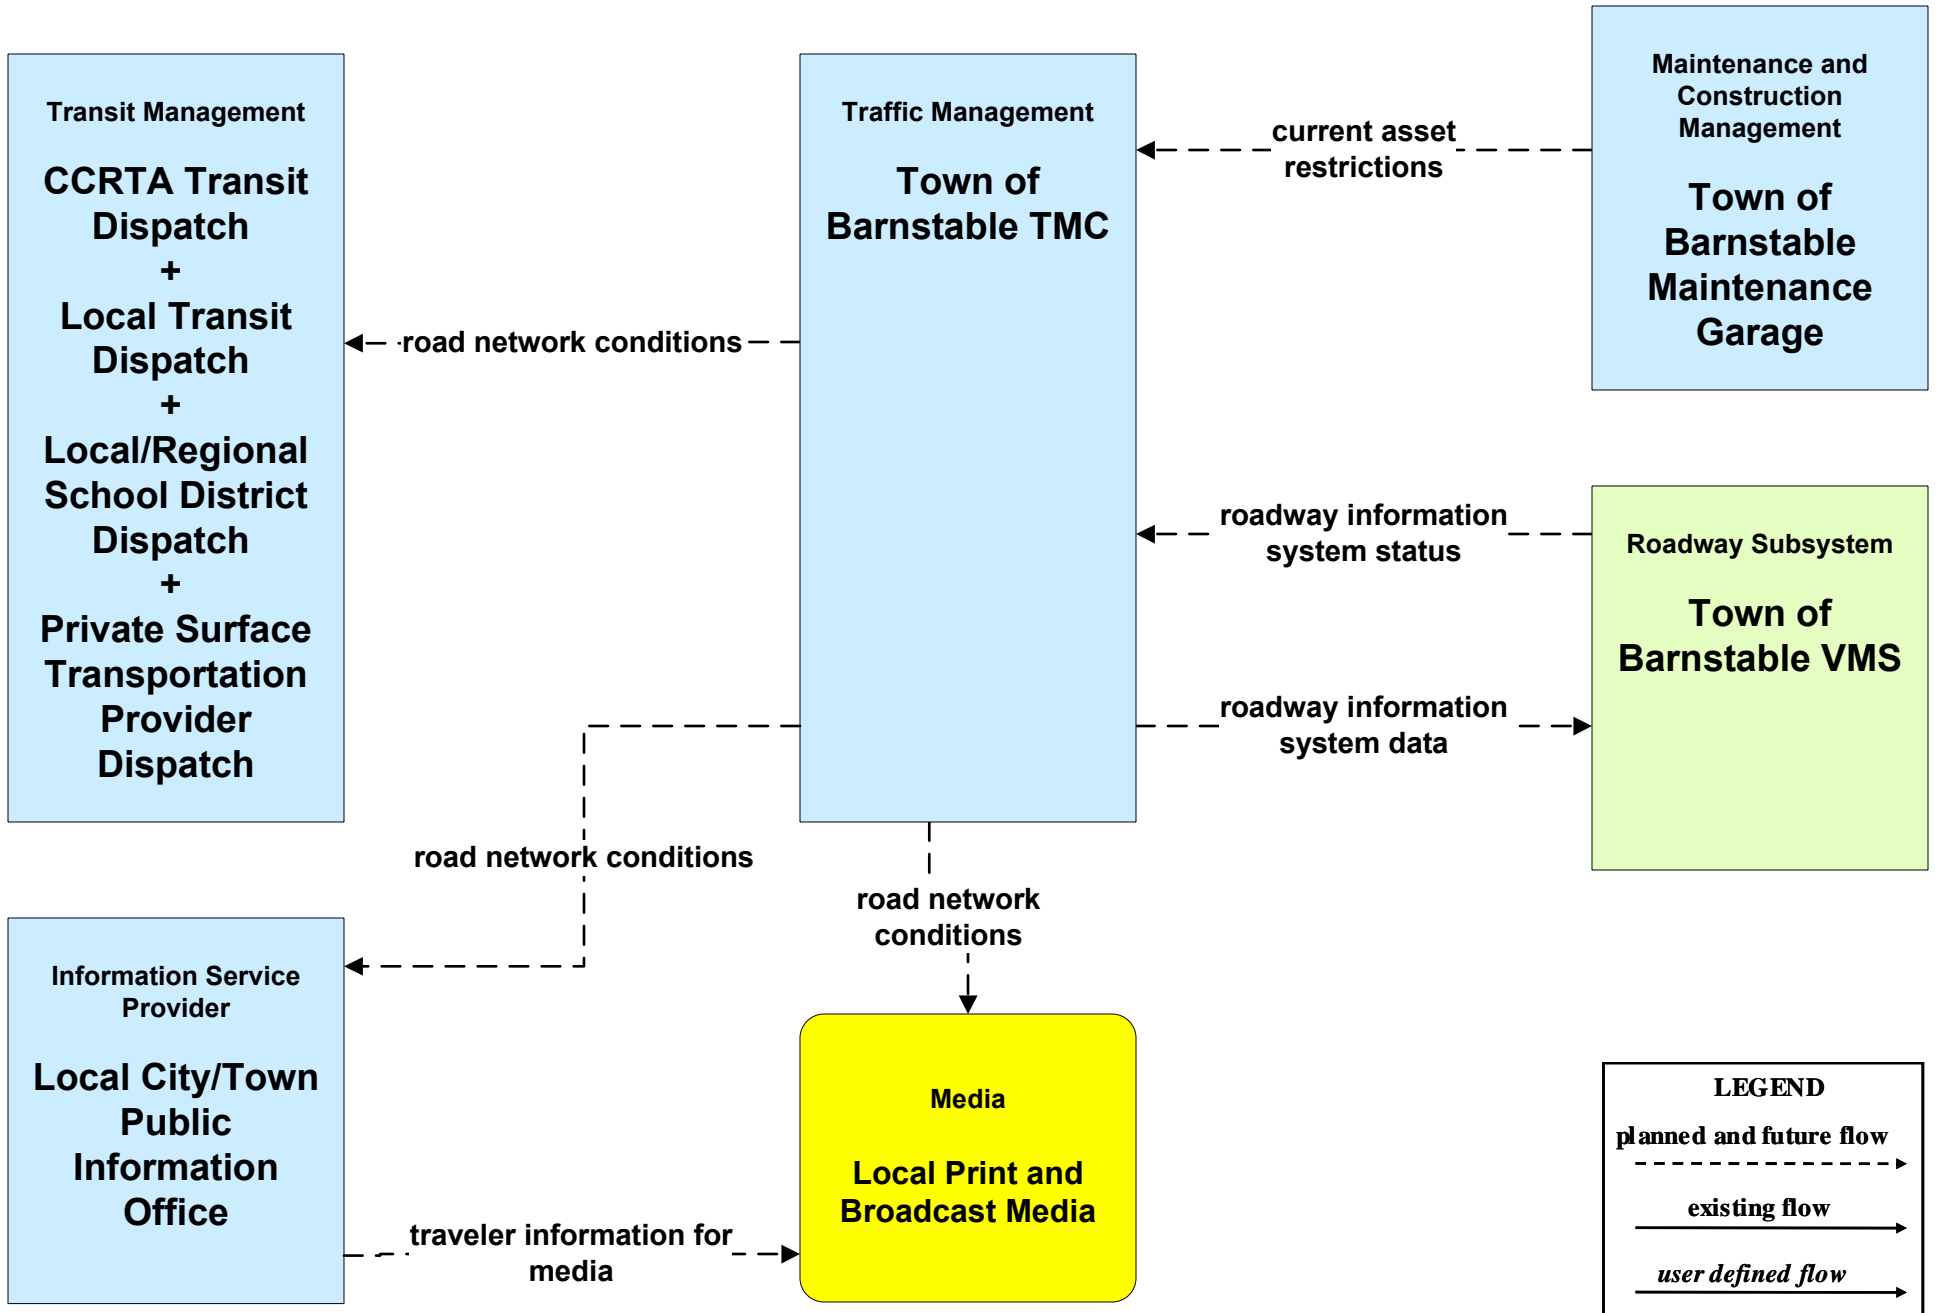 Transit Management
CCRTA Transit
Dispatch
+
Local Transit
Dispatch
+
Local/Regional
School District
Dispatch
+
Private Surface
Transportation
Provider
Dispatch
road network conditions
Traffic Management
Town of
Barnstable TMC
current asset
restrictions
Maintenance and
Construction
Management
Town of
Barnstable
Maintenance
Garage
roadway information
system status
roadway information
system data
Roadway Subsystem
Town of
Barnstable VMS
road network conditions
road network
conditions
Information Service
Provider
Local City/Town
Public
Information
Office
traveler information for
media
Media
Local Print and
Broadcast Media
LEGEND
planned and future flow
existing flow
user defined flow